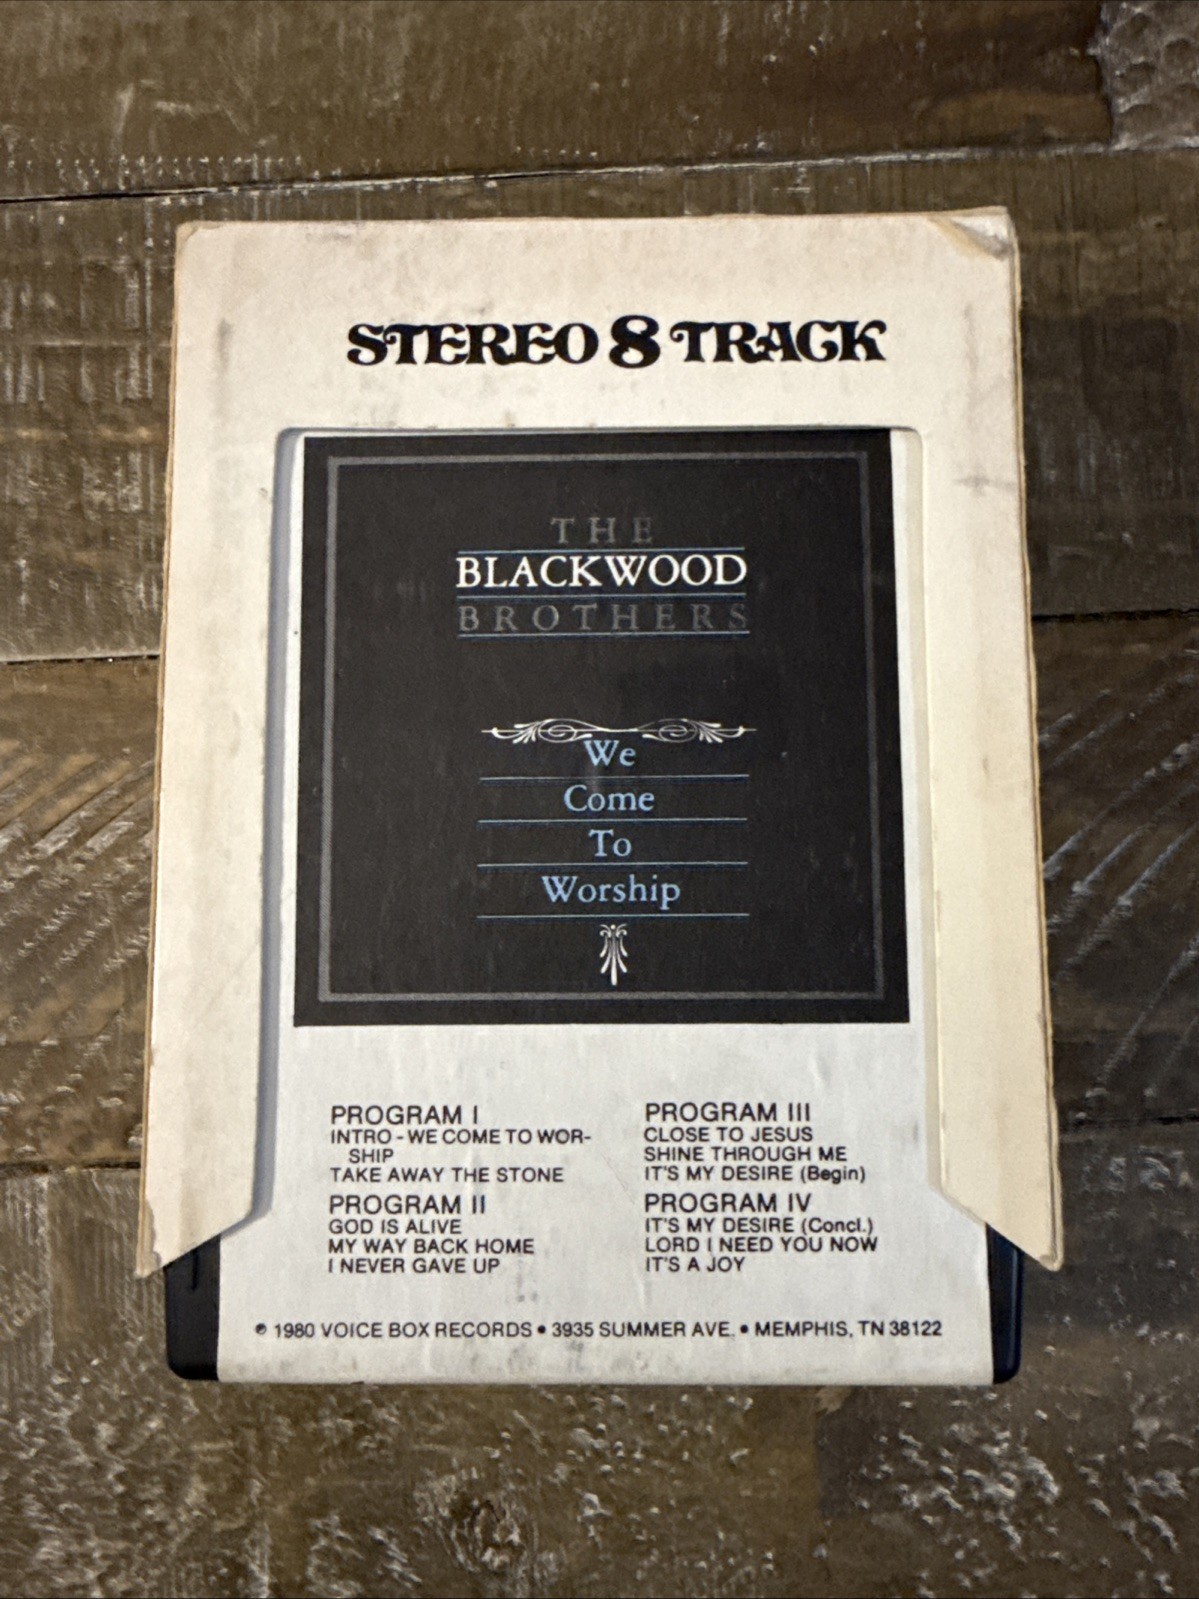 STEREO 8 TRACK
THE
BLACKWOOD
BROTHERS
We
Come
To
Worship
PROGRAM I
INTRO - WE COME TO WOR-
SHIP
TAKE AWAY THE STONE
PROGRAM II
GOD IS ALIVE
MY WAY BACK HOME
I NEVER GAVE UP
PROGRAM III
CLOSE TO JESUS
SHINE THROUGH ME
IT'S MY DESIRE (Begin)
PROGRAM IV
IT'S MY DESIRE (Concl.)
LORD I NEED YOU NOW
IT'S A JOY
℗ 1980 VOICE BOX RECORDS • 3935 SUMMER AVE. • MEMPHIS, TN 38122